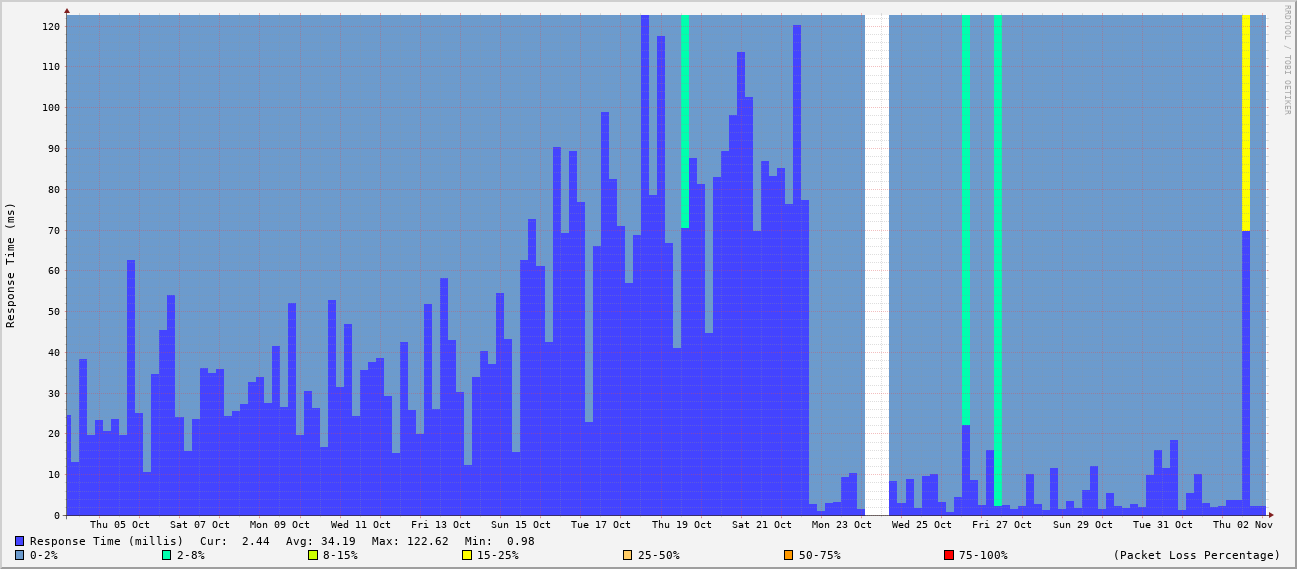 RRDTOOL / TOBI OETIKER
Response Time (ms)
120
110
100
90
80
70
60
50
40
30
20
10
0
Thu 05 Oct Sat 07 Oct Mon 09 Oct Wed 11 Oct Fri 13 Oct Sun 15 Oct Tue 17 Oct Thu 19 Oct Sat 21 Oct Mon 23 Oct Wed 25 Oct Fri 27 Oct Sun 29 Oct Tue 31 Oct Thu 02 Nov
Response Time (millis) Cur: 2.44 Avg: 34.19 Max: 122.62 Min: 0.98
0-2% 2-8% 8-15% 15-25% 25-50% 50-75% 75-100% (Packet Loss Percentage)